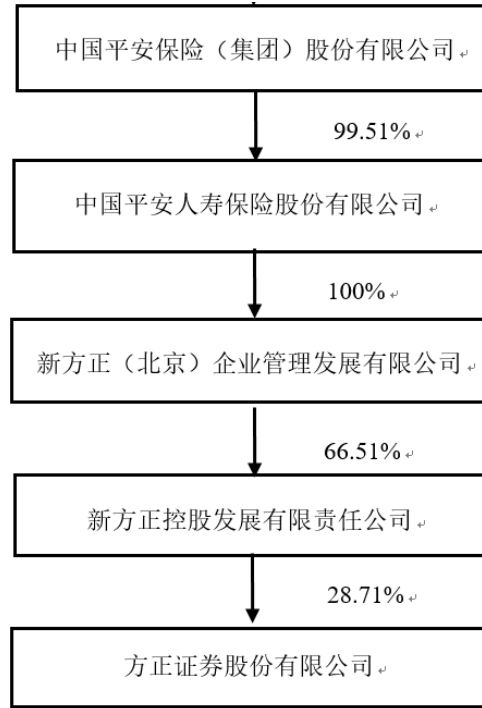 中国平安保险（集团）股份有限公司
99.51%
中国平安人寿保险股份有限公司
100%
新方正（北京）企业管理发展有限公司
66.51%
新方正控股发展有限责任公司
28.71%
方正证券股份有限公司